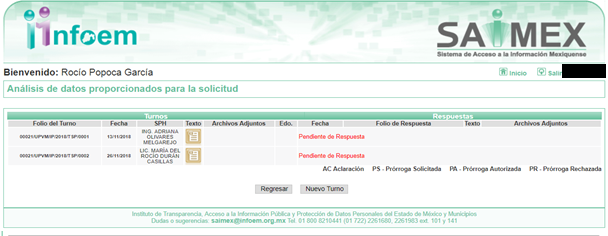 infoem
SAIMEX
Sistema de Acceso a la Información Mexiquense
Bienvenido: Rocío Popoca García
Inicio Salir
Análisis de datos proporcionados para la solicitud
Turnos Respuestas
Folio del Turno Fecha SPH Texto Archivos Adjuntos Edo. Fecha Folio de Respuesta Texto Archivos Adjuntos
00021/UPVM/IP/2018/TSP/0001 13/11/2018 ING. ADRIANA OLIVARES MELGAREJO Pendiente de Respuesta
00021/UPVM/IP/2018/TSP/0002 26/11/2018 LIC. MARÍA DEL ROCÍO DURÁN CASILLAS Pendiente de Respuesta
AC Aclaración PS - Prórroga Solicitada PA - Prórroga Autorizada PR - Prórroga Rechazada
Regresar Nuevo Turno
Instituto de Transparencia, Acceso a la Información Pública y Protección de Datos Personales del Estado de México y Municipios
Dudas o sugerencias: saimex@infoem.org.mx Tel. 01 800 8210441 (01 722) 2261680, 2261983 ext. 101 y 141